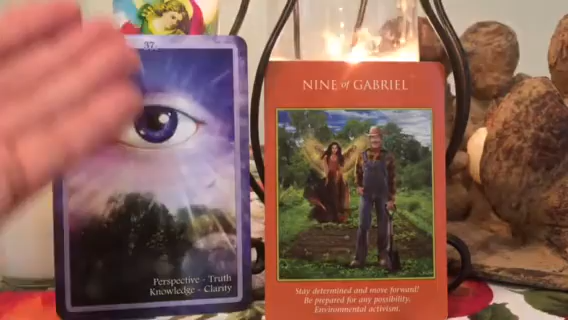 37.
Perspective - Truth
Knowledge - Clarity
NINE of GABRIEL
Stay determined and move forward!
Be prepared for any possibility.
Environmental activism.